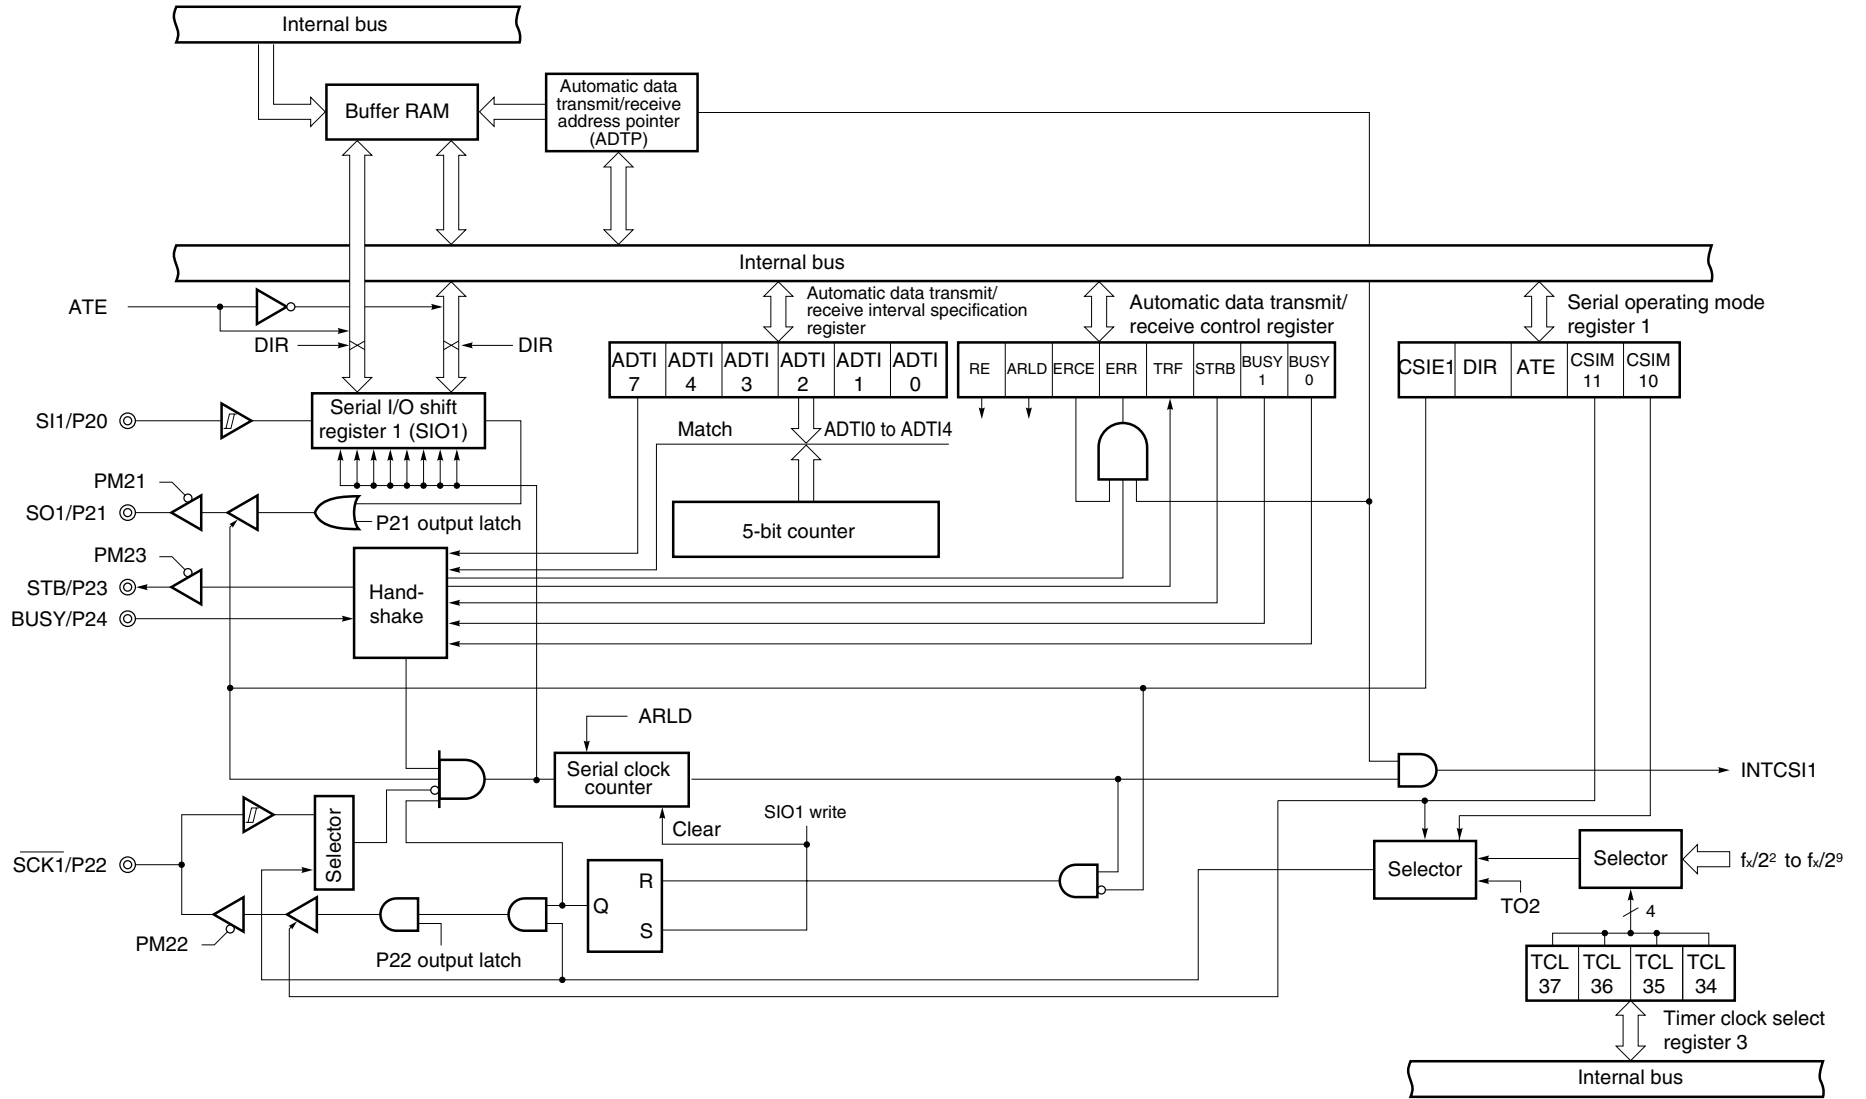 Internal bus
Buffer RAM
Automatic data
transmit/receive
address pointer
(ADTP)
Internal bus
ATE
DIR
DIR
Automatic data transmit/
receive interval specification
register
Automatic data transmit/
receive control register
Serial operating mode
register 1
ADTI 7
ADTI 4
ADTI 3
ADTI 2
ADTI 1
ADTI 0
RE
ARLD
ERCE
ERR
TRF
STRB
BUSY 1
BUSY 0
CSIE1
DIR
ATE
CSIM 11
CSIM 10
SI1/P20
Serial I/O shift
register 1 (SIO1)
Match
ADTI0 to ADTI4
PM21
SO1/P21
P21 output latch
5-bit counter
PM23
STB/P23
BUSY/P24
Hand-
shake
ARLD
Serial clock
counter
INTCSI1
SIO1 write
Clear
Selector
SCK1/P22
R
Q
S
Selector
Selector
fx/2² to fx/2⁹
TO2
4
PM22
P22 output latch
TCL 37
TCL 36
TCL 35
TCL 34
Timer clock select
register 3
Internal bus